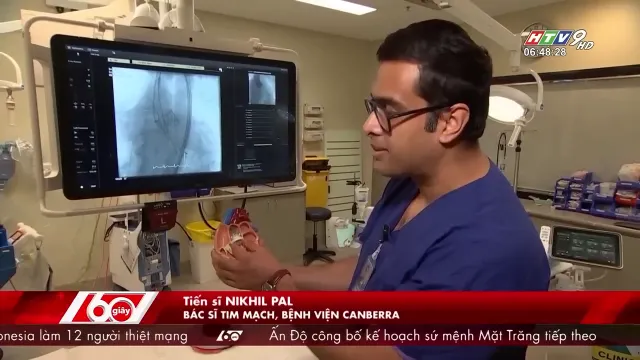 HTV9 HD
06:48:28
60 giây
Tiến sĩ NIKHIL PAL
BÁC SĨ TIM MẠCH, BỆNH VIỆN CANBERRA
onesia làm 12 người thiệt mạng Ấn Độ công bố kế hoạch sứ mệnh Mặt Trăng tiếp theo